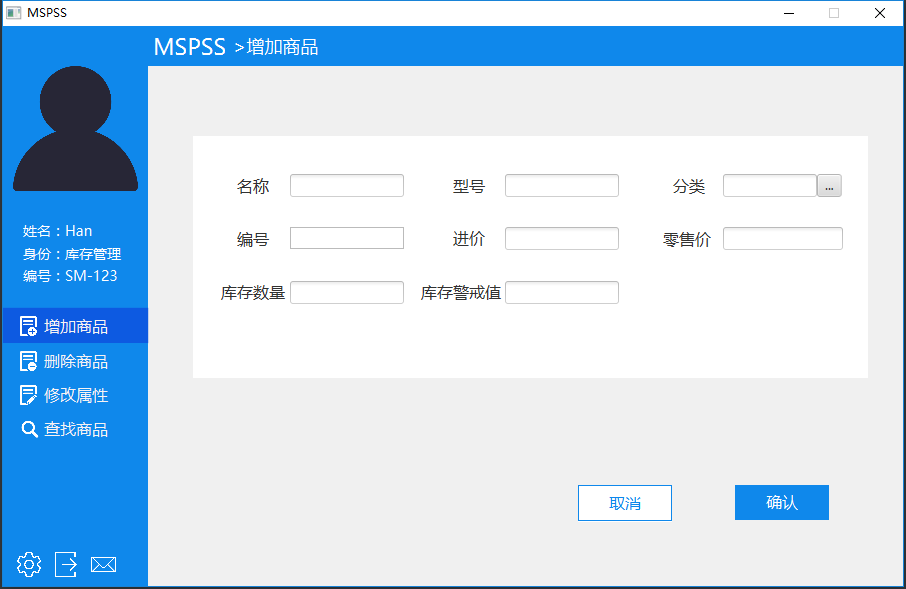 MSPSS
MSPSS >增加商品
姓名：Han
身份：库存管理
编号：SM-123
增加商品
删除商品
修改属性
查找商品
名称 型号 分类 ...
编号 进价 零售价
库存数量 库存警戒值
取消 确认